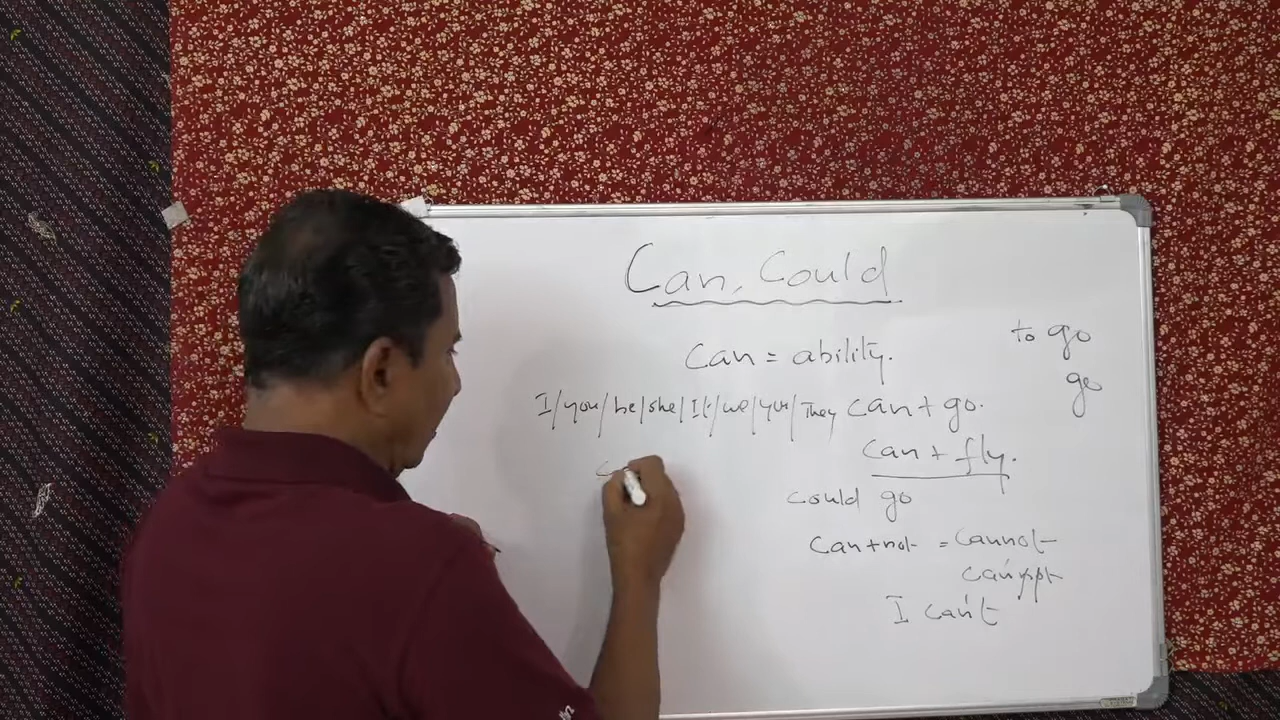 Can, Could
to go
can = ability.
go
I/you/he/she/It/we/you/They can + go.
can + fly.
could go
can + not = cannot
I can't